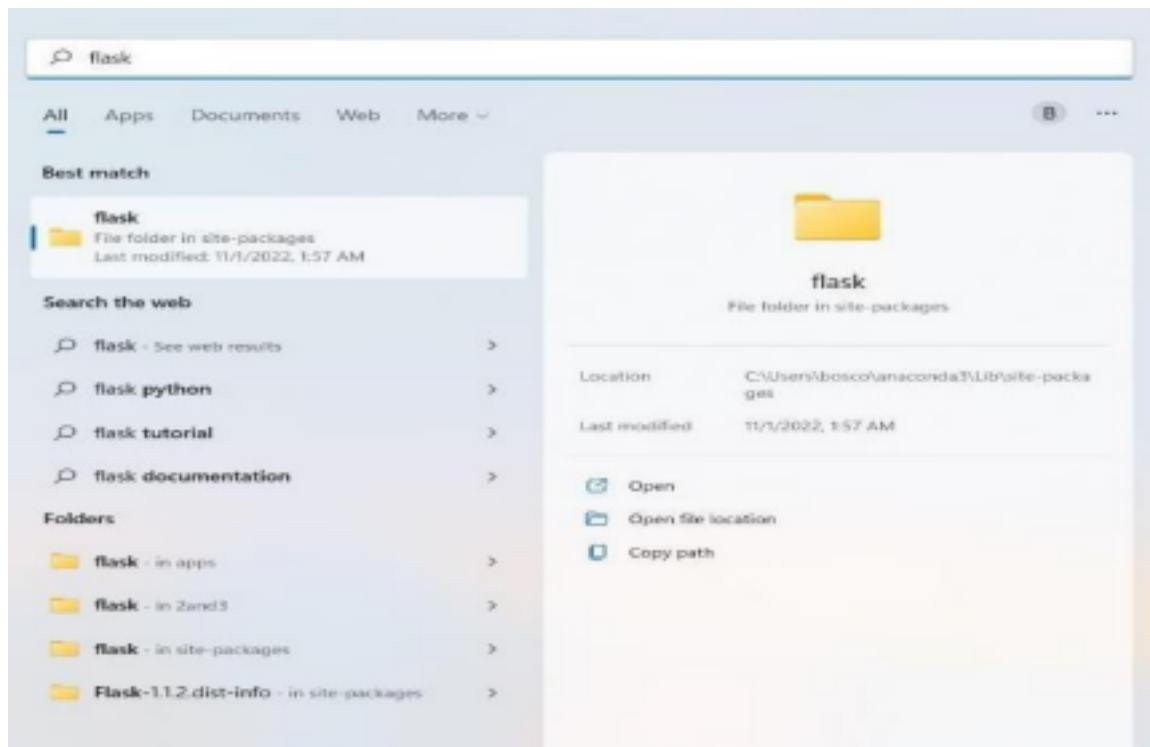 flask
All Apps Documents Web More
B ...
Best match
flask
File folder in site-packages
Last modified: 11/1/2022, 1:57 AM
Search the web
flask - See web results
flask python
flask tutorial
flask documentation
Folders
flask - in apps
flask - in 2and3
flask - in site-packages
Flask-1.1.2.dist-info - in site-packages
flask
File folder in site-packages
Location C:\Users\bosco\anaconda3\Lib\site-packa
ges
Last modified 11/1/2022, 1:57 AM
Open
Open file location
Copy path